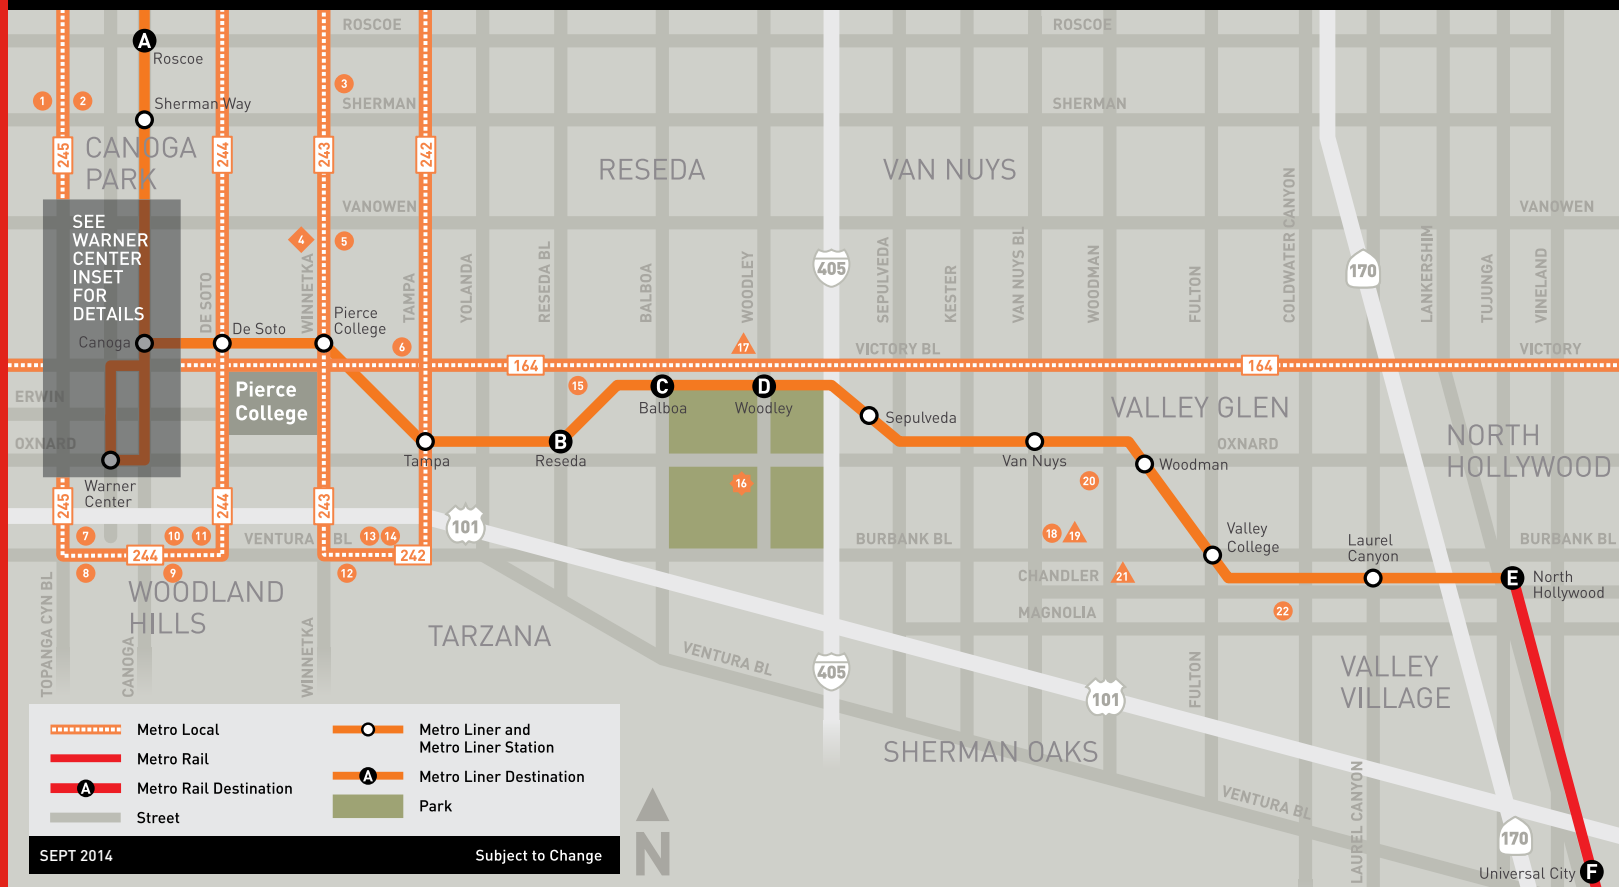 ROSCOE
ROSCOE
A
Roscoe
1
2
3
Sherman Way
SHERMAN
SHERMAN
CANOGA
PARK
245
244
243
242
RESEDA
VAN NUYS
SEE
WARNER
CENTER
INSET
FOR
DETAILS
VANOWEN
VANOWEN
4
5
DE SOTO
WINNETKA
TAMPA
YOLANDA
RESEDA BL
BALBOA
WOODLEY
405
SEPULVEDA
KESTER
VAN NUYS BL
WOODMAN
FULTON
COLDWATER CANYON
170
LANKERSHIM
TUJUNGA
VINELAND
Canoga
De Soto
Pierce
College
6
17
VICTORY BL
VICTORY
164
164
ERWIN
Pierce
College
15
C
Balboa
D
Woodley
Sepulveda
VALLEY GLEN
OXNARD
OXNARD
NORTH
HOLLYWOOD
Tampa
B
Reseda
Van Nuys
Woodman
Warner
Center
16
20
245
244
243
101
7
10
11
VENTURA
BL
13
14
BURBANK BL
18
19
Valley
College
Laurel
Canyon
BURBANK BL
244
242
8
9
12
CHANDLER
21
E
North
Hollywood
WOODLAND
HILLS
MAGNOLIA
22
TOPANGA CYN BL
CANOGA
WINNETKA
TARZANA
VENTURA BL
405
101
FULTON
VALLEY
VILLAGE
SHERMAN OAKS
VENTURA BL
LAUREL CANYON
170
Universal City
F
Metro Local
Metro Rail
A
Metro Rail Destination
Street
Metro Liner and
Metro Liner Station
A
Metro Liner Destination
Park
N
SEPT 2014
Subject to Change